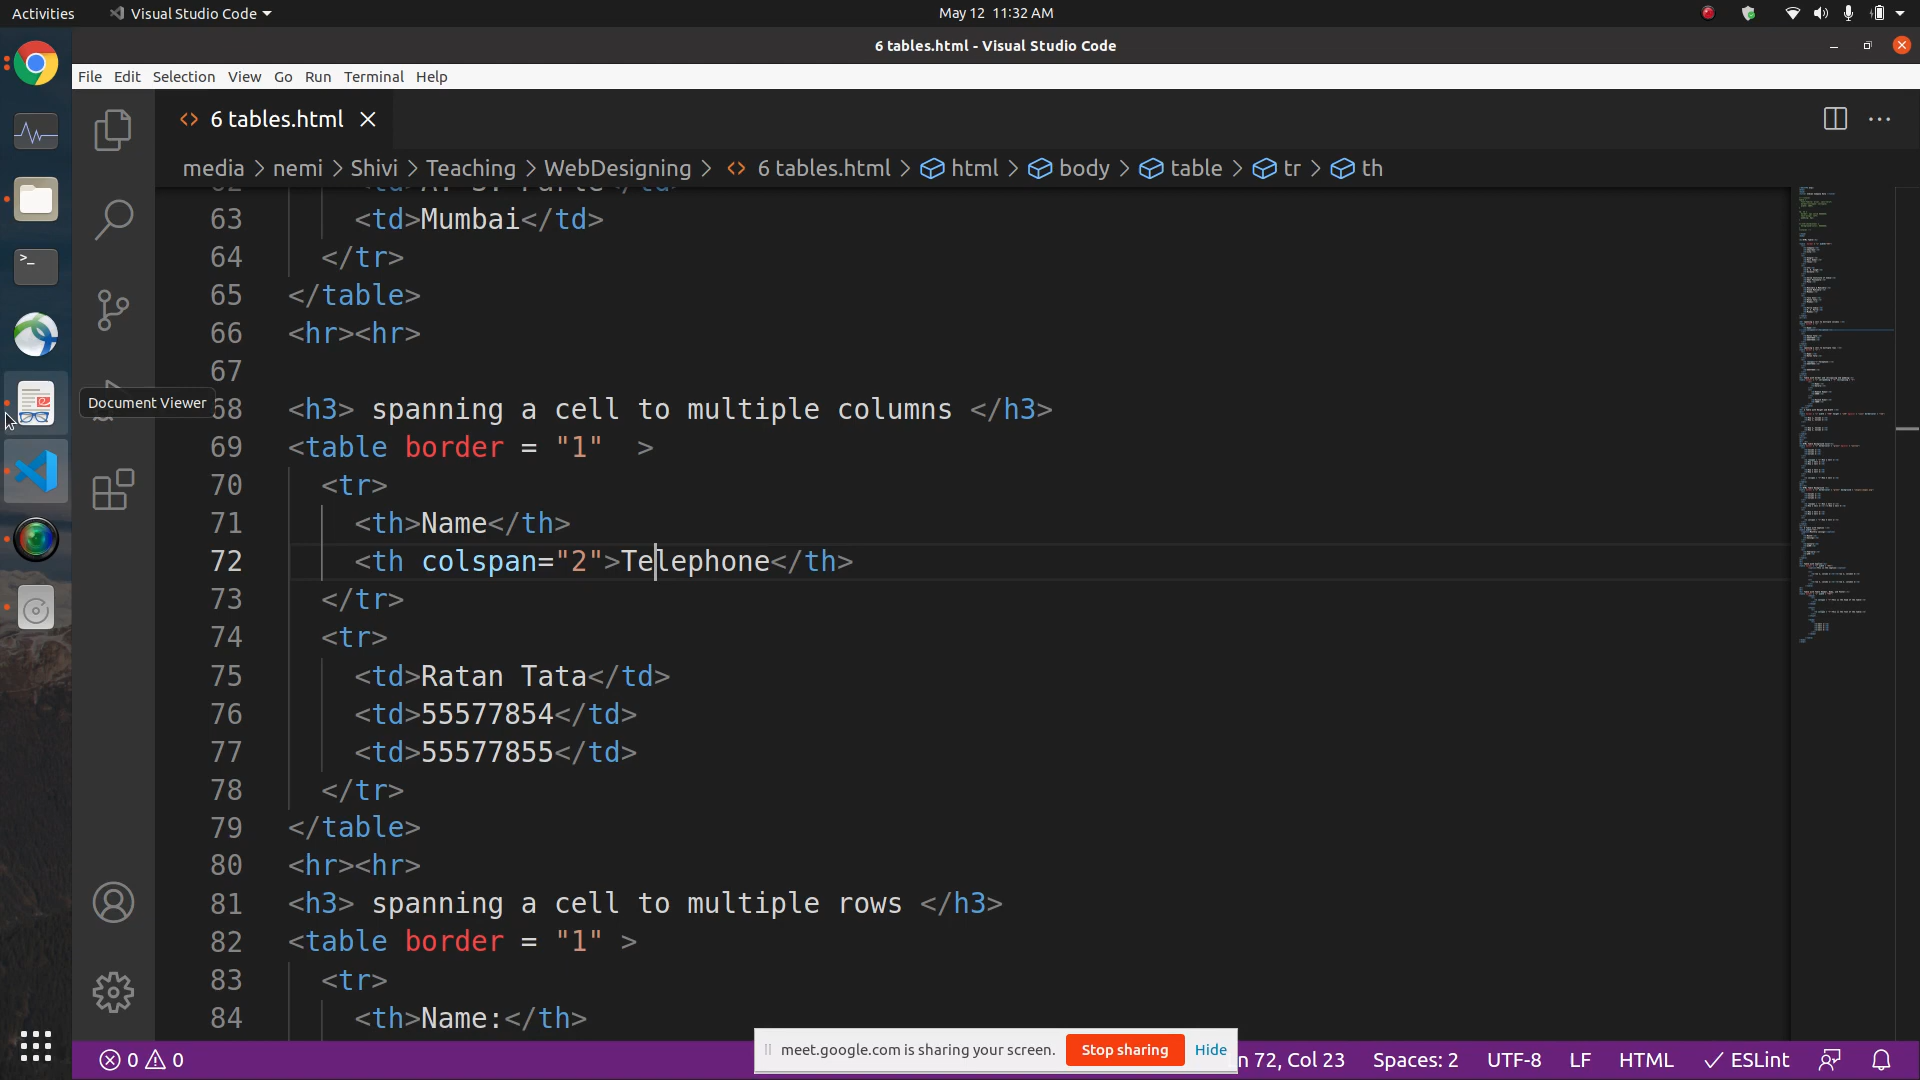 Activities Visual Studio Code May 12 11:32 AM
6 tables.html - Visual Studio Code
File Edit Selection View Go Run Terminal Help
6 tables.html
media > nemi > Shivi > Teaching > WebDesigning > 6 tables.html > html > body > table > tr > th
63 <td>Mumbai</td>
64 </tr>
65 </table>
66 <hr><hr>
67
Document Viewer
68 <h3> spanning a cell to multiple columns </h3>
69 <table border = "1"  >
70 <tr>
71 <th>Name</th>
72 <th colspan="2">Telephone</th>
73 </tr>
74 <tr>
75 <td>Ratan Tata</td>
76 <td>55577854</td>
77 <td>55577855</td>
78 </tr>
79 </table>
80 <hr><hr>
81 <h3> spanning a cell to multiple rows </h3>
82 <table border = "1" >
83 <tr>
84 <th>Name:</th>
meet.google.com is sharing your screen. Stop sharing Hide
0 0 n 72, Col 23 Spaces: 2 UTF-8 LF HTML ESLint